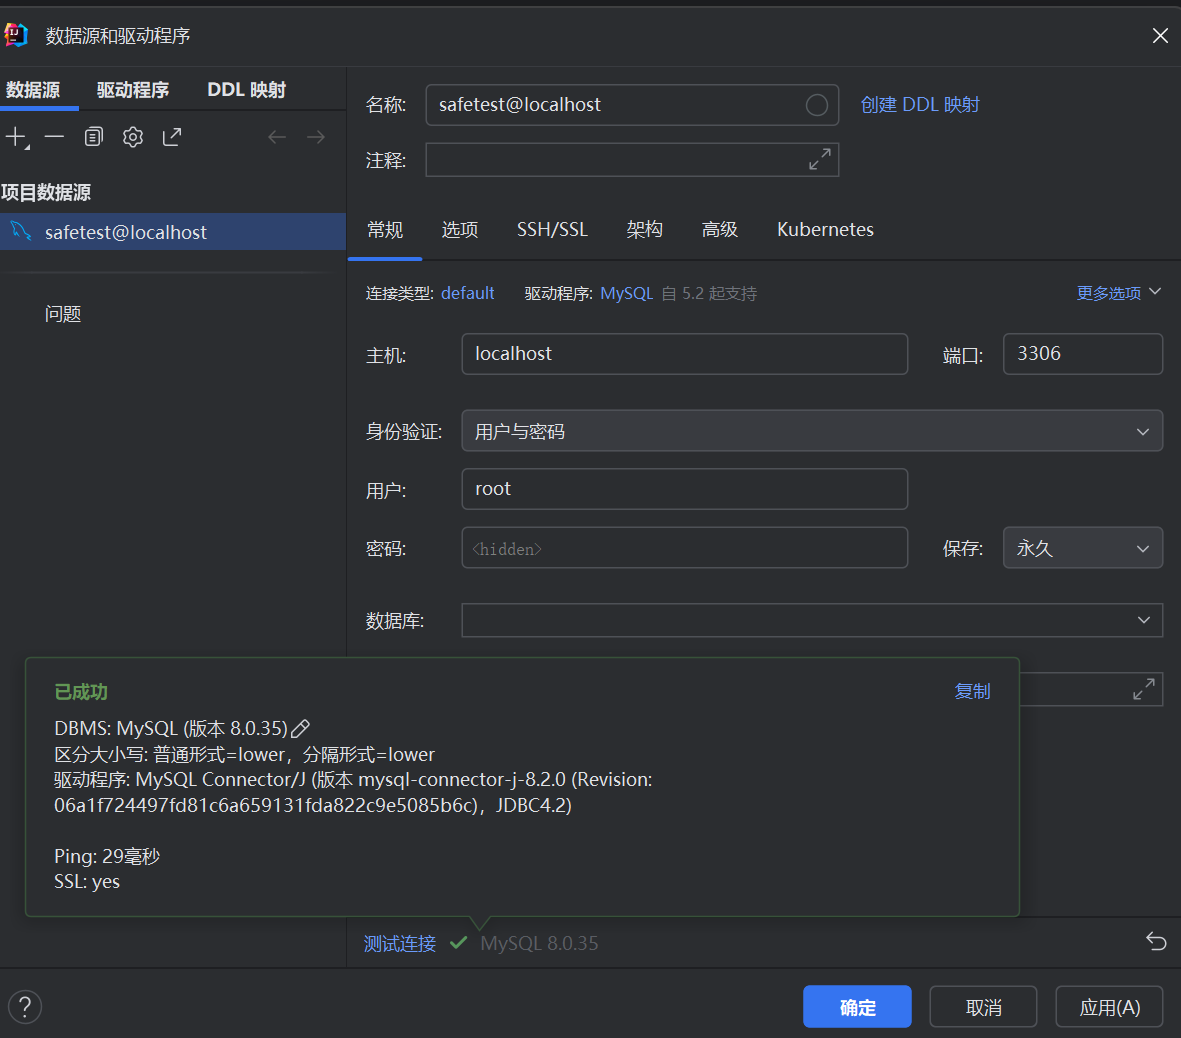 数据源和驱动程序
数据源 驱动程序 DDL 映射
项目数据源
safetest@localhost
问题
名称: safetest@localhost 创建 DDL 映射
注释:
常规 选项 SSH/SSL 架构 高级 Kubernetes
连接类型: default 驱动程序: MySQL 自 5.2 起支持 更多选项
主机: localhost 端口: 3306
身份验证: 用户与密码
用户: root
密码: <hidden> 保存: 永久
数据库:
已成功 复制
DBMS: MySQL (版本 8.0.35)
区分大小写: 普通形式=lower，分隔形式=lower
驱动程序: MySQL Connector/J (版本 mysql-connector-j-8.2.0 (Revision:
06a1f724497fd81c6a659131fda822c9e5085b6c)，JDBC4.2)
Ping: 29毫秒
SSL: yes
测试连接 MySQL 8.0.35
? 确定 取消 应用(A)